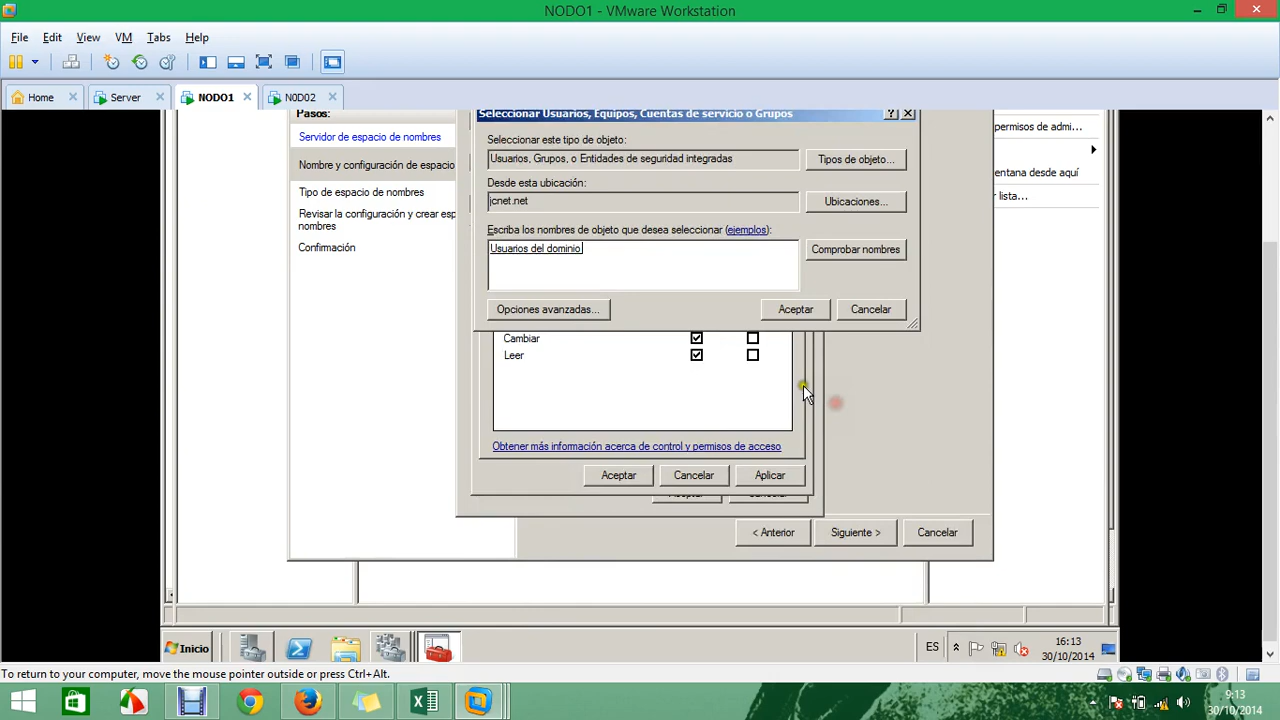 NODO1 - VMware Workstation
File Edit View VM Tabs Help
Home Server NODO1 NODO2
Pasos:
Servidor de espacio de nombres
Nombre y configuración de espacio
Tipo de espacio de nombres
Revisar la configuración y crear esp
nombres
Confirmación
Seleccionar Usuarios, Equipos, Cuentas de servicio o Grupos
Seleccionar este tipo de objeto:
Usuarios, Grupos, o Entidades de seguridad integradas
Tipos de objeto...
Desde esta ubicación:
jcnet.net
Ubicaciones...
Escriba los nombres de objeto que desea seleccionar (ejemplos):
Usuarios del dominio
Comprobar nombres
Opciones avanzadas...
Aceptar Cancelar
Cambiar
Leer
Obtener más información acerca de control y permisos de acceso
Aceptar Cancelar Aplicar
< Anterior Siguiente > Cancelar
permisos de admi...
entana desde aquí
r lista...
Inicio
ES
16:13
30/10/2014
To return to your computer, move the mouse pointer outside or press Ctrl+Alt.
9:13
30/10/2014